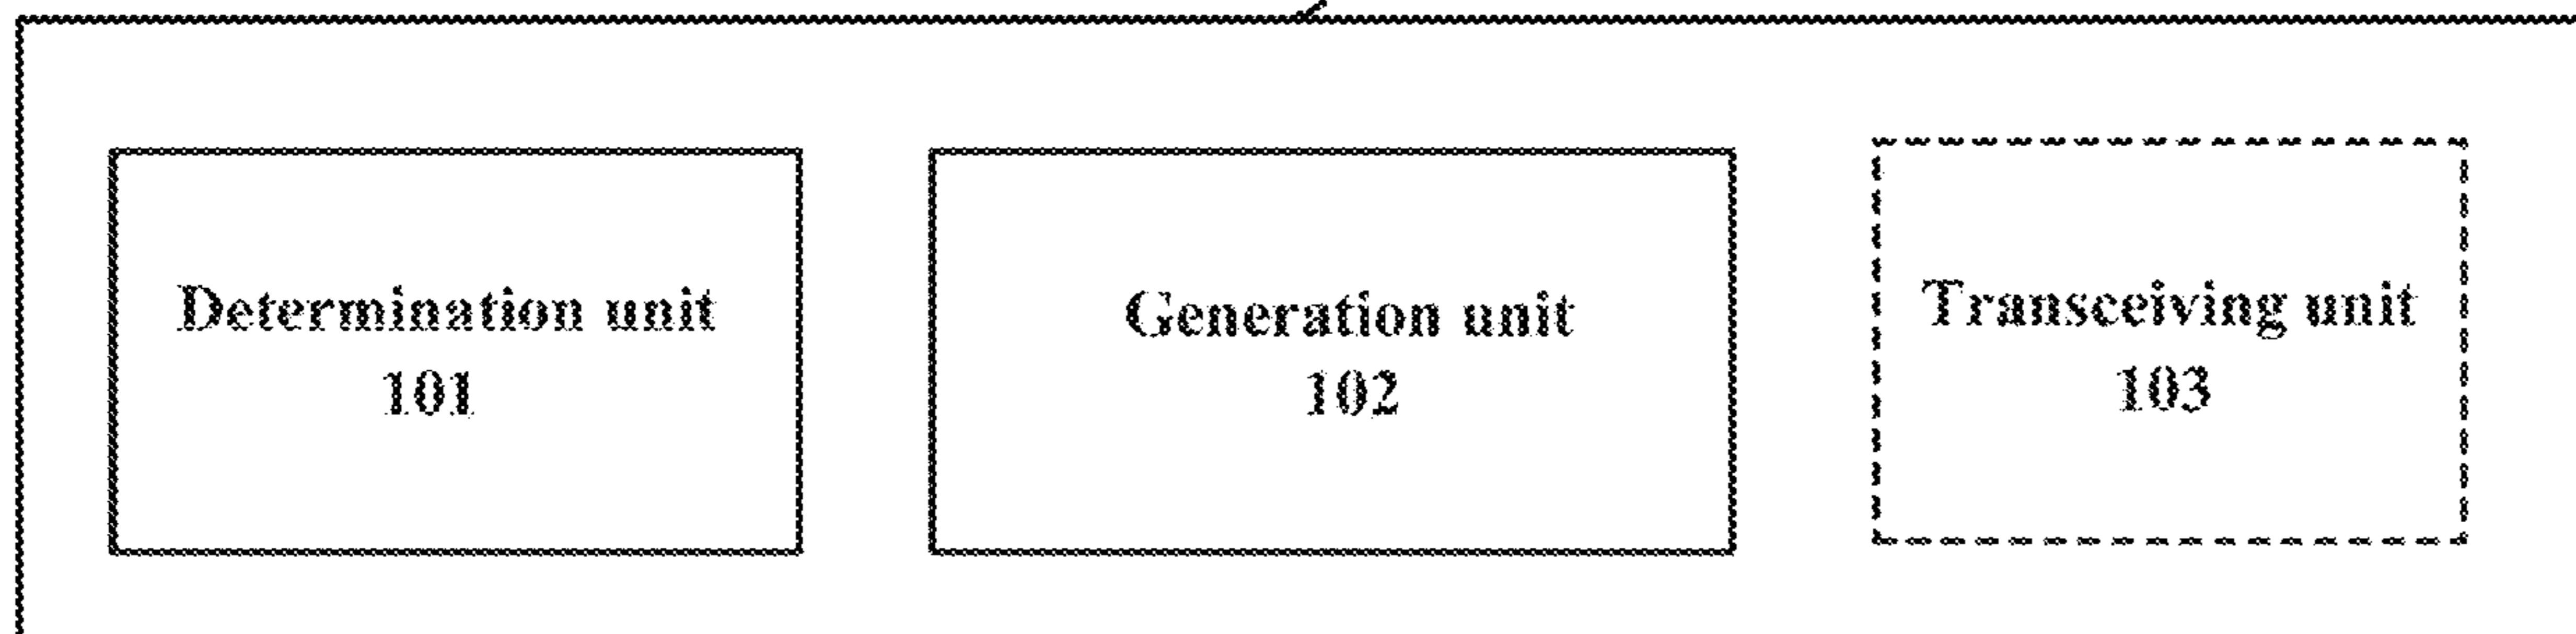 Determination unit
101
Generation unit
102
Transceiving unit
103